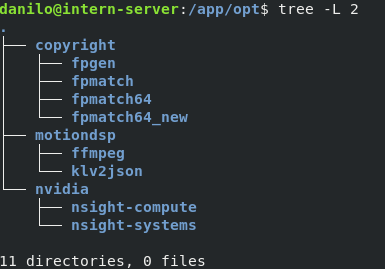 danilo@intern-server:/app/opt$ tree -L 2
.
├── copyright
│   ├── fpgen
│   ├── fpmatch
│   ├── fpmatch64
│   └── fpmatch64_new
├── motiondsp
│   ├── ffmpeg
│   └── klv2json
└── nvidia
    ├── nsight-compute
    └── nsight-systems

11 directories, 0 files